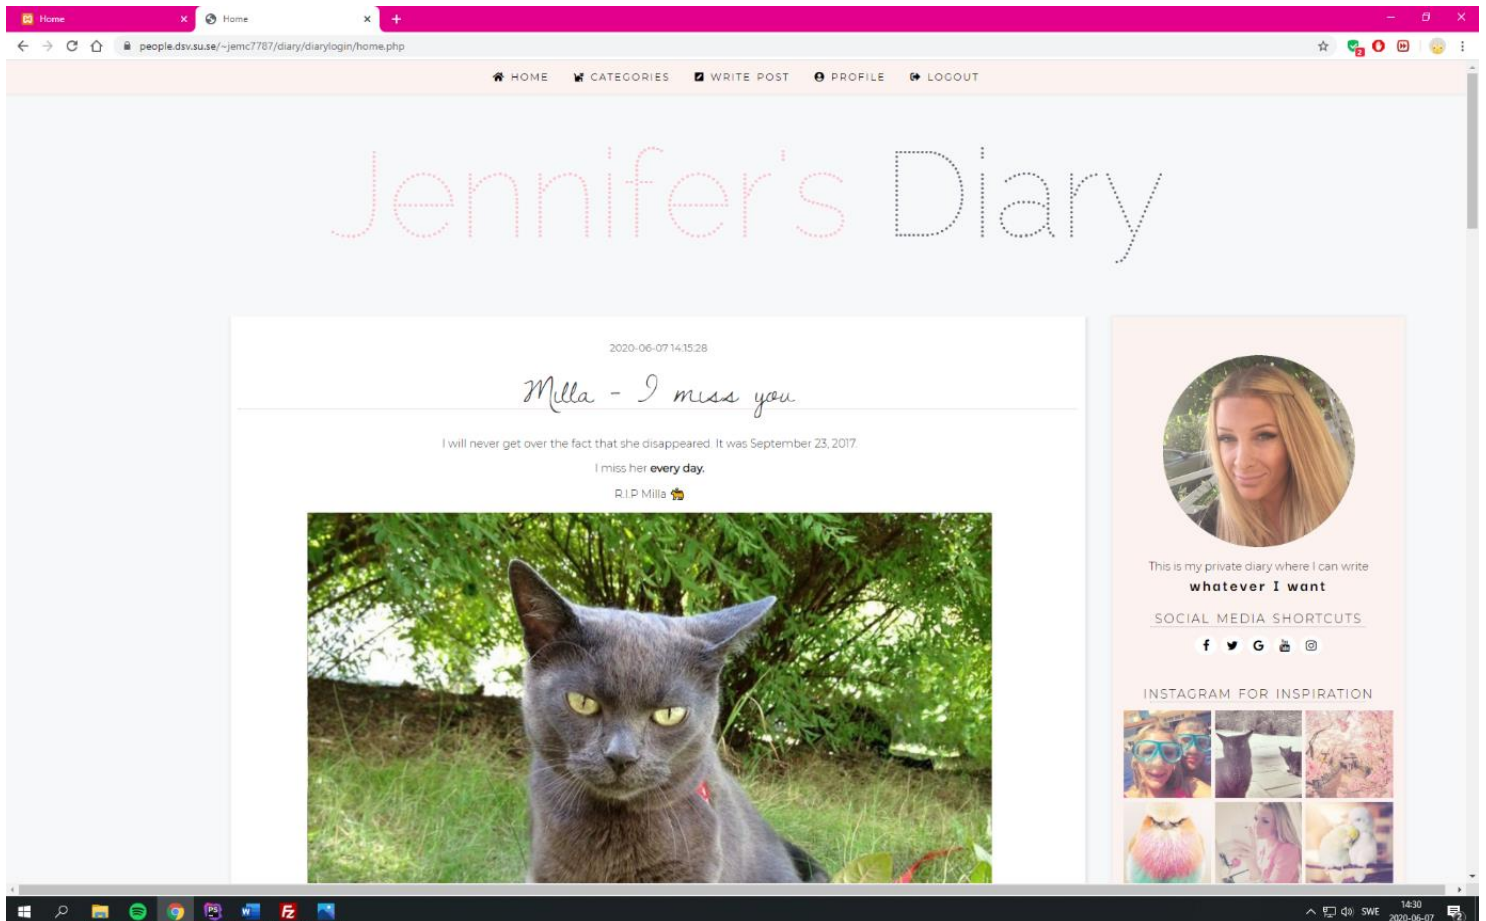 Home
Home
people.dsv.su.se/~jemc7787/diary/diarylogin/home.php
2
HOME CATEGORIES WRITE POST PROFILE LOGOUT
Jennifer's Diary
2020-06-07 14:15:28
Milla - I miss you
I will never get over the fact that she disappeared. It was September 23, 2017.
I miss her every day.
R.I.P Milla 🐈
This is my private diary where I can write
whatever I want
SOCIAL MEDIA SHORTCUTS
INSTAGRAM FOR INSPIRATION
SWE
14:30
2020-06-07
2